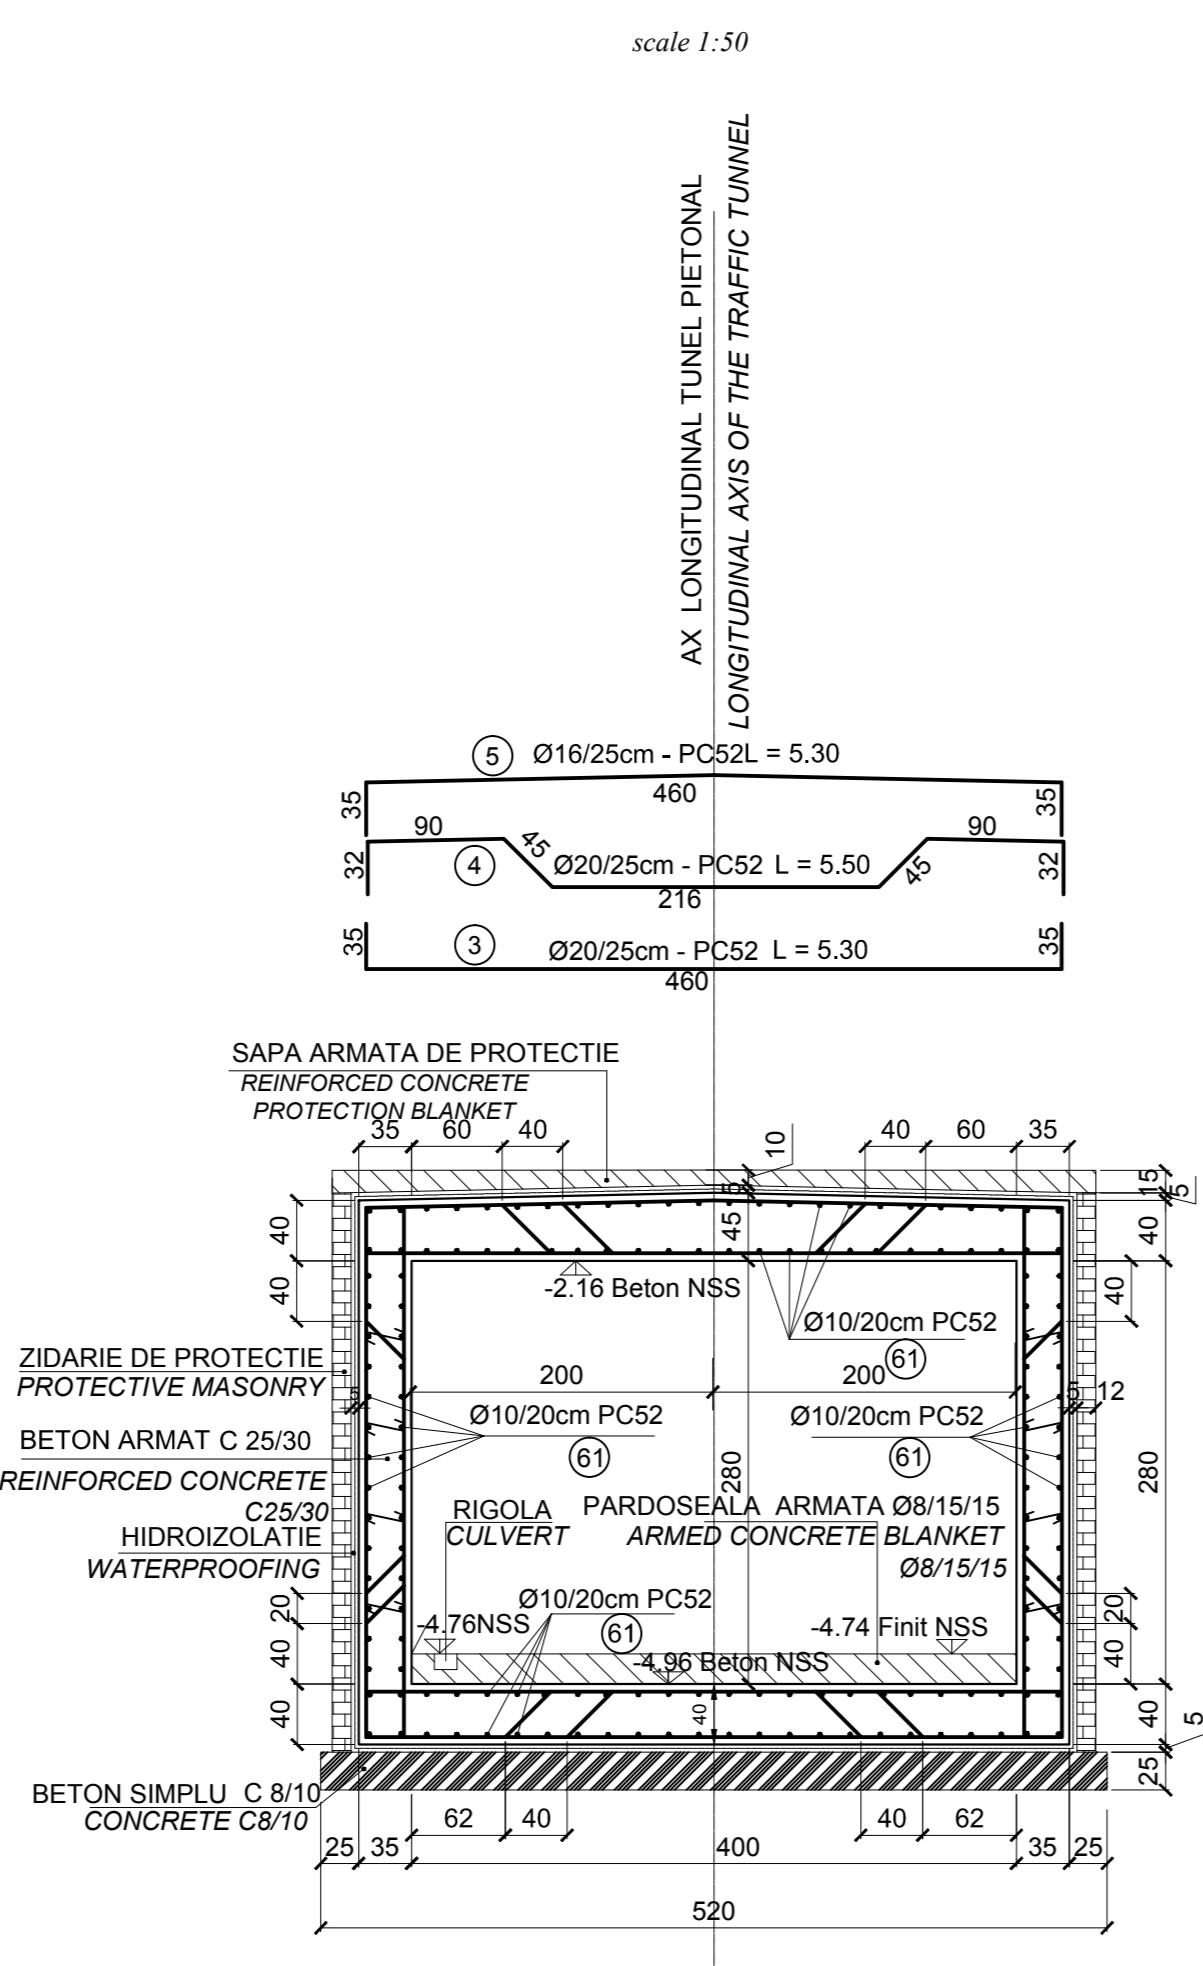 scale 1:50
AX LONGITUDINAL TUNEL PIETONAL
LONGITUDINAL AXIS OF THE TRAFFIC TUNNEL
5 Ø16/25cm - PC52L = 5.30
35 460 35
90 45 90
32 4 Ø20/25cm - PC52 L = 5.50 45 32
216
35 3 Ø20/25cm - PC52 L = 5.30 35
460
SAPA ARMATA DE PROTECTIE
REINFORCED CONCRETE
PROTECTION BLANKET
35 60 40 10 40 60 35
5 15 5
40 45 40
40 -2.16 Beton NSS 40
Ø10/20cm PC52
61
ZIDARIE DE PROTECTIE
PROTECTIVE MASONRY
200 200
5 5 12
Ø10/20cm PC52 Ø10/20cm PC52
61 61
BETON ARMAT C 25/30
REINFORCED CONCRETE
C25/30
280 280
HIDROIZOLATIE
WATERPROOFING
RIGOLA
CULVERT
PARDOSEALA ARMATA Ø8/15/15
ARMED CONCRETE BLANKET
Ø8/15/15
20 Ø10/20cm PC52 20
61
-4.76NSS -4.74 Finit NSS
40 -4.96 Beton NSS 40
40 40 40 5
25
BETON SIMPLU C 8/10
CONCRETE C8/10
62 40 40 62
25 35 400 35 25
520